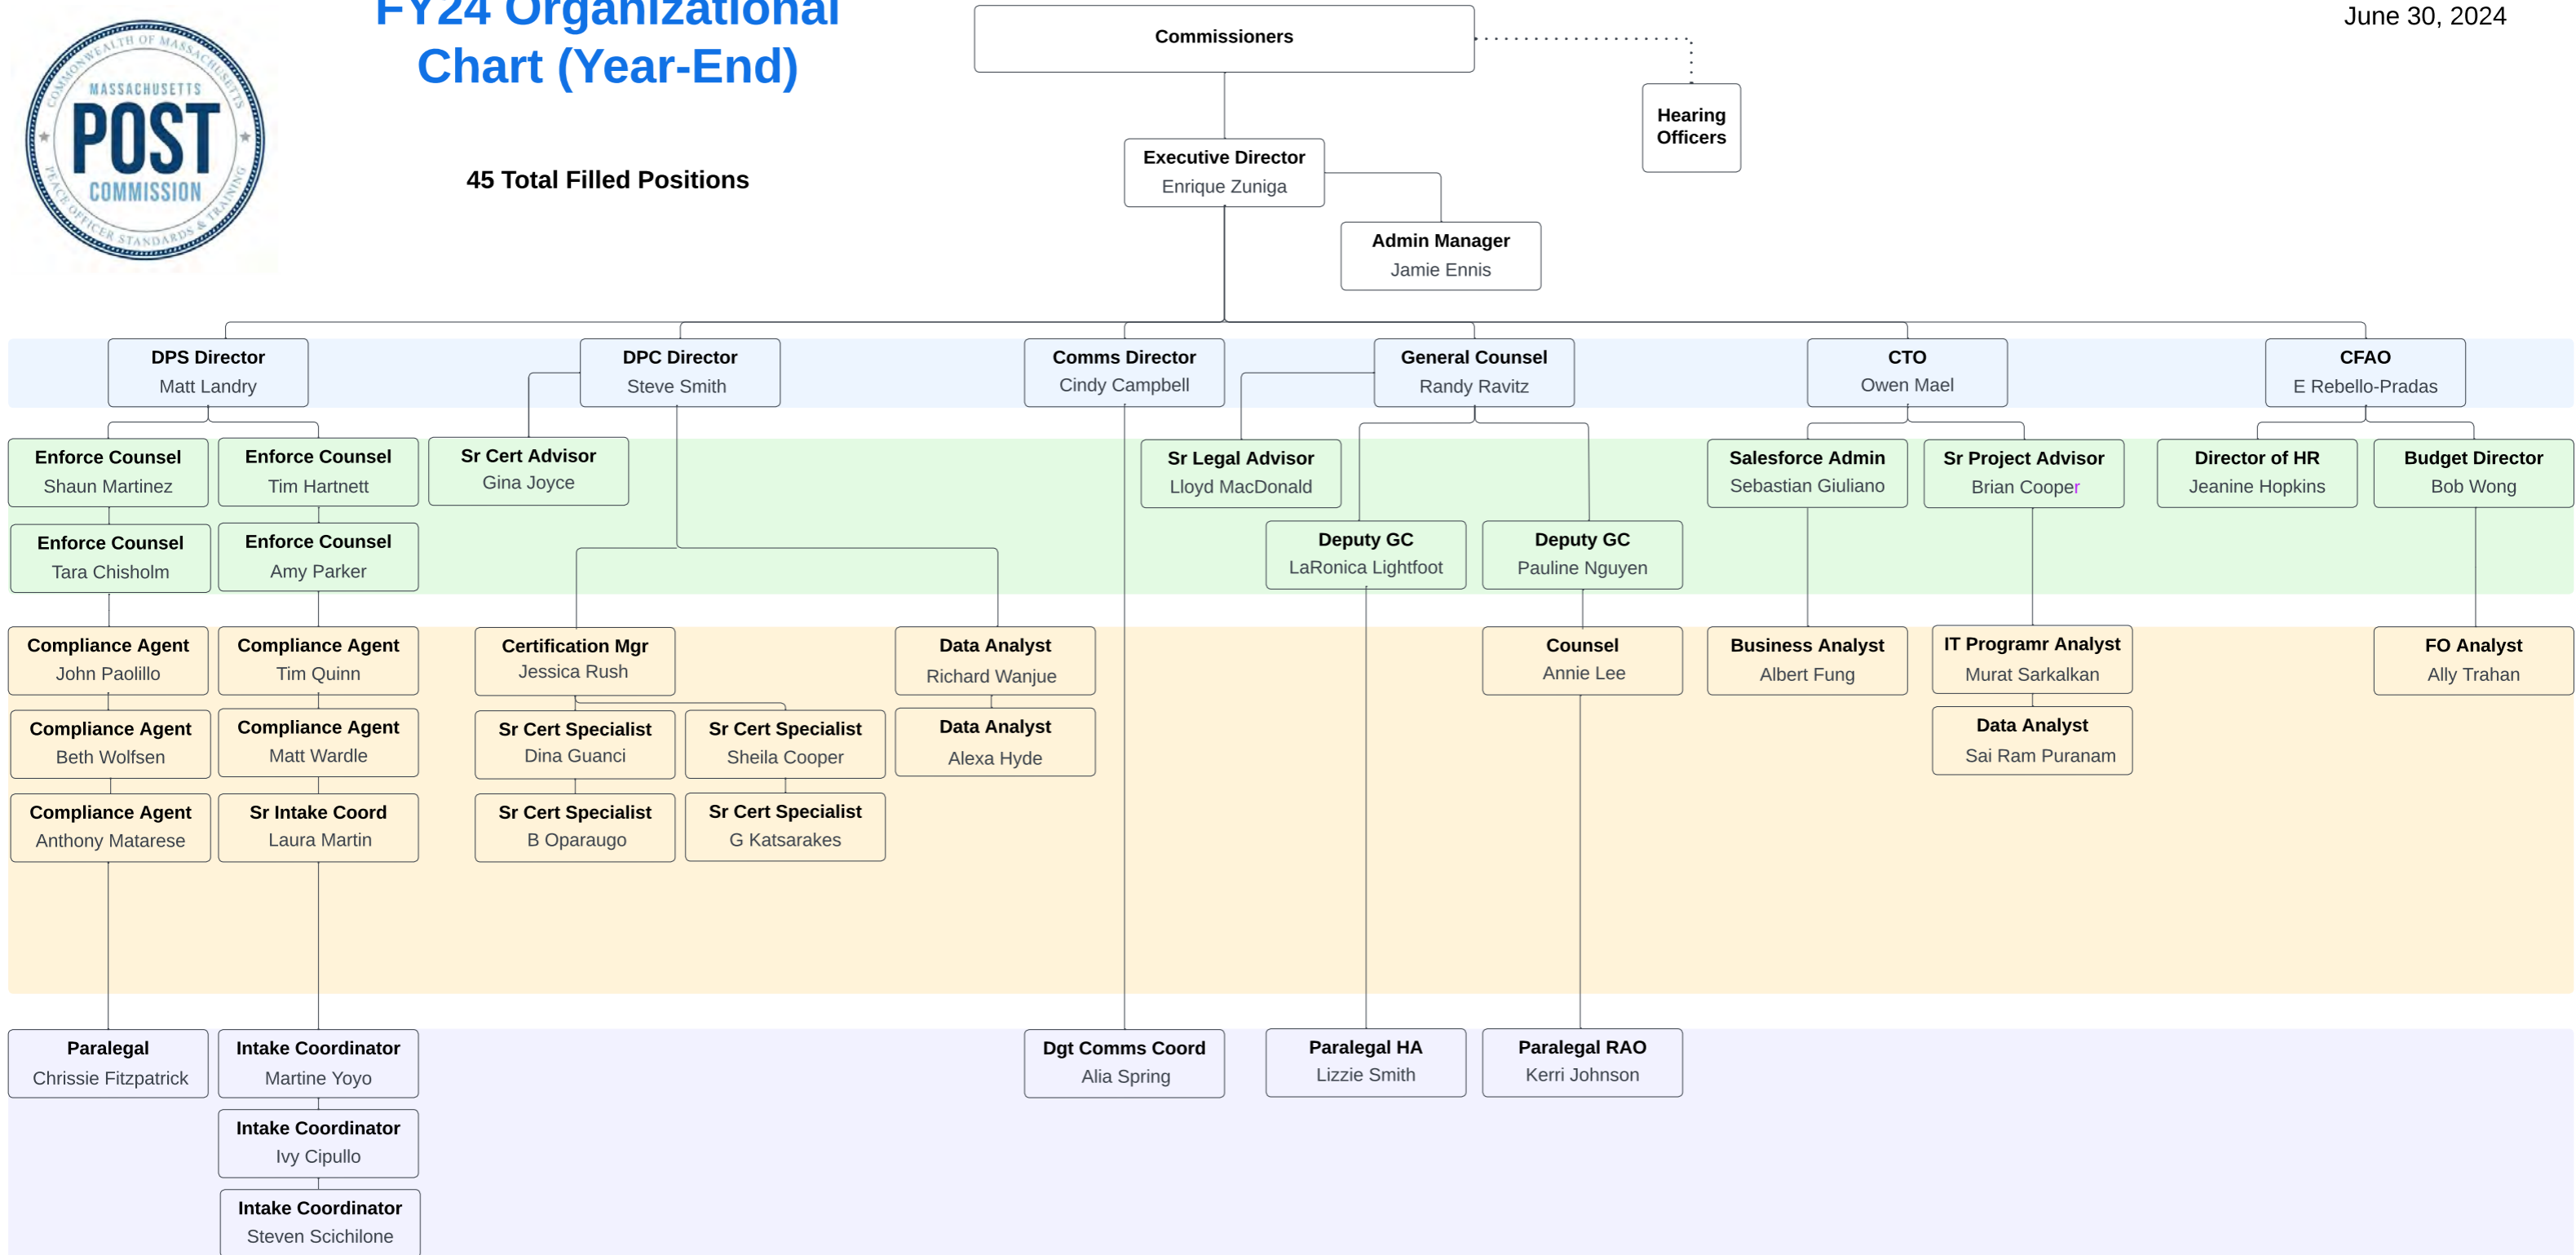 FY24 Organizational
Chart (Year-End)
June 30, 2024
COMMONWEALTH OF MASSACHUSETTS
MASSACHUSETTS
POST
COMMISSION
PEACE OFFICER STANDARDS & TRAINING
45 Total Filled Positions
Commissioners
Hearing
Officers
Executive Director
Enrique Zuniga
Admin Manager
Jamie Ennis
DPS Director
Matt Landry
DPC Director
Steve Smith
Comms Director
Cindy Campbell
General Counsel
Randy Ravitz
CTO
Owen Mael
CFAO
E Rebello-Pradas
Enforce Counsel
Shaun Martinez
Enforce Counsel
Tim Hartnett
Sr Cert Advisor
Gina Joyce
Sr Legal Advisor
Lloyd MacDonald
Salesforce Admin
Sebastian Giuliano
Sr Project Advisor
Brian Cooper
Director of HR
Jeanine Hopkins
Budget Director
Bob Wong
Enforce Counsel
Tara Chisholm
Enforce Counsel
Amy Parker
Deputy GC
LaRonica Lightfoot
Deputy GC
Pauline Nguyen
Compliance Agent
John Paolillo
Compliance Agent
Tim Quinn
Certification Mgr
Jessica Rush
Data Analyst
Richard Wanjue
Counsel
Annie Lee
Business Analyst
Albert Fung
IT Programr Analyst
Murat Sarkalkan
FO Analyst
Ally Trahan
Compliance Agent
Beth Wolfsen
Compliance Agent
Matt Wardle
Sr Cert Specialist
Dina Guanci
Sr Cert Specialist
Sheila Cooper
Data Analyst
Alexa Hyde
Data Analyst
Sai Ram Puranam
Compliance Agent
Anthony Matarese
Sr Intake Coord
Laura Martin
Sr Cert Specialist
B Oparaugo
Sr Cert Specialist
G Katsarakes
Paralegal
Chrissie Fitzpatrick
Intake Coordinator
Martine Yoyo
Dgt Comms Coord
Alia Spring
Paralegal HA
Lizzie Smith
Paralegal RAO
Kerri Johnson
Intake Coordinator
Ivy Cipullo
Intake Coordinator
Steven Scichilone